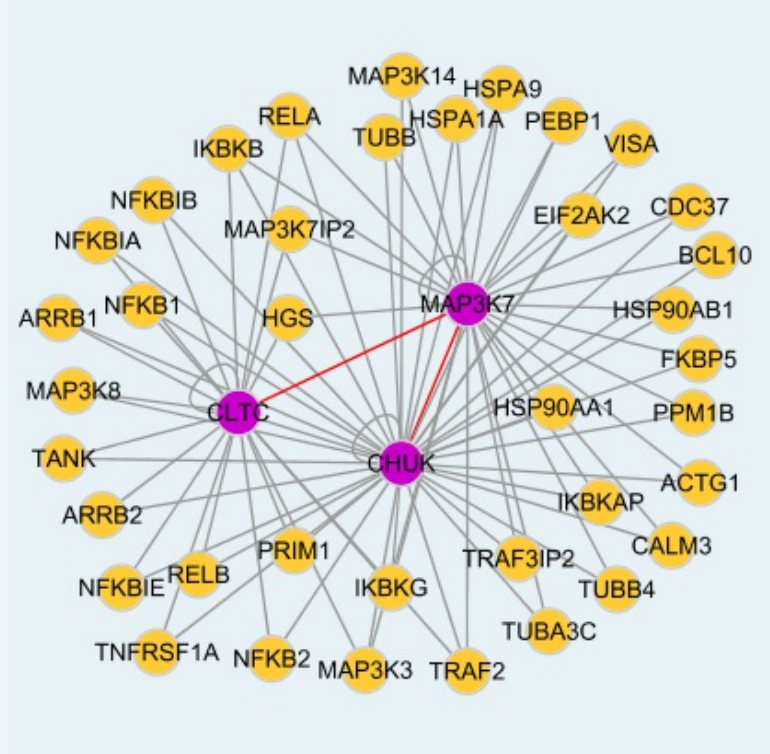 MAP3K14
HSPA9
RELA
HSPA1A
PEBP1
TUBB
IKBKB
VISA
NFKBIB
CDC37
EIF2AK2
MAP3K7IP2
NFKBIA
BCL10
NFKB1
MAP3K7
HSP90AB1
ARRB1
HGS
FKBP5
MAP3K8
CLTC
HSP90AA1
PPM1B
TANK
CHUK
ACTG1
IKBKAP
ARRB2
CALM3
PRIM1
TRAF3IP2
NFKBIE
RELB
IKBKG
TUBB4
TUBA3C
TNFRSF1A
NFKB2
MAP3K3
TRAF2